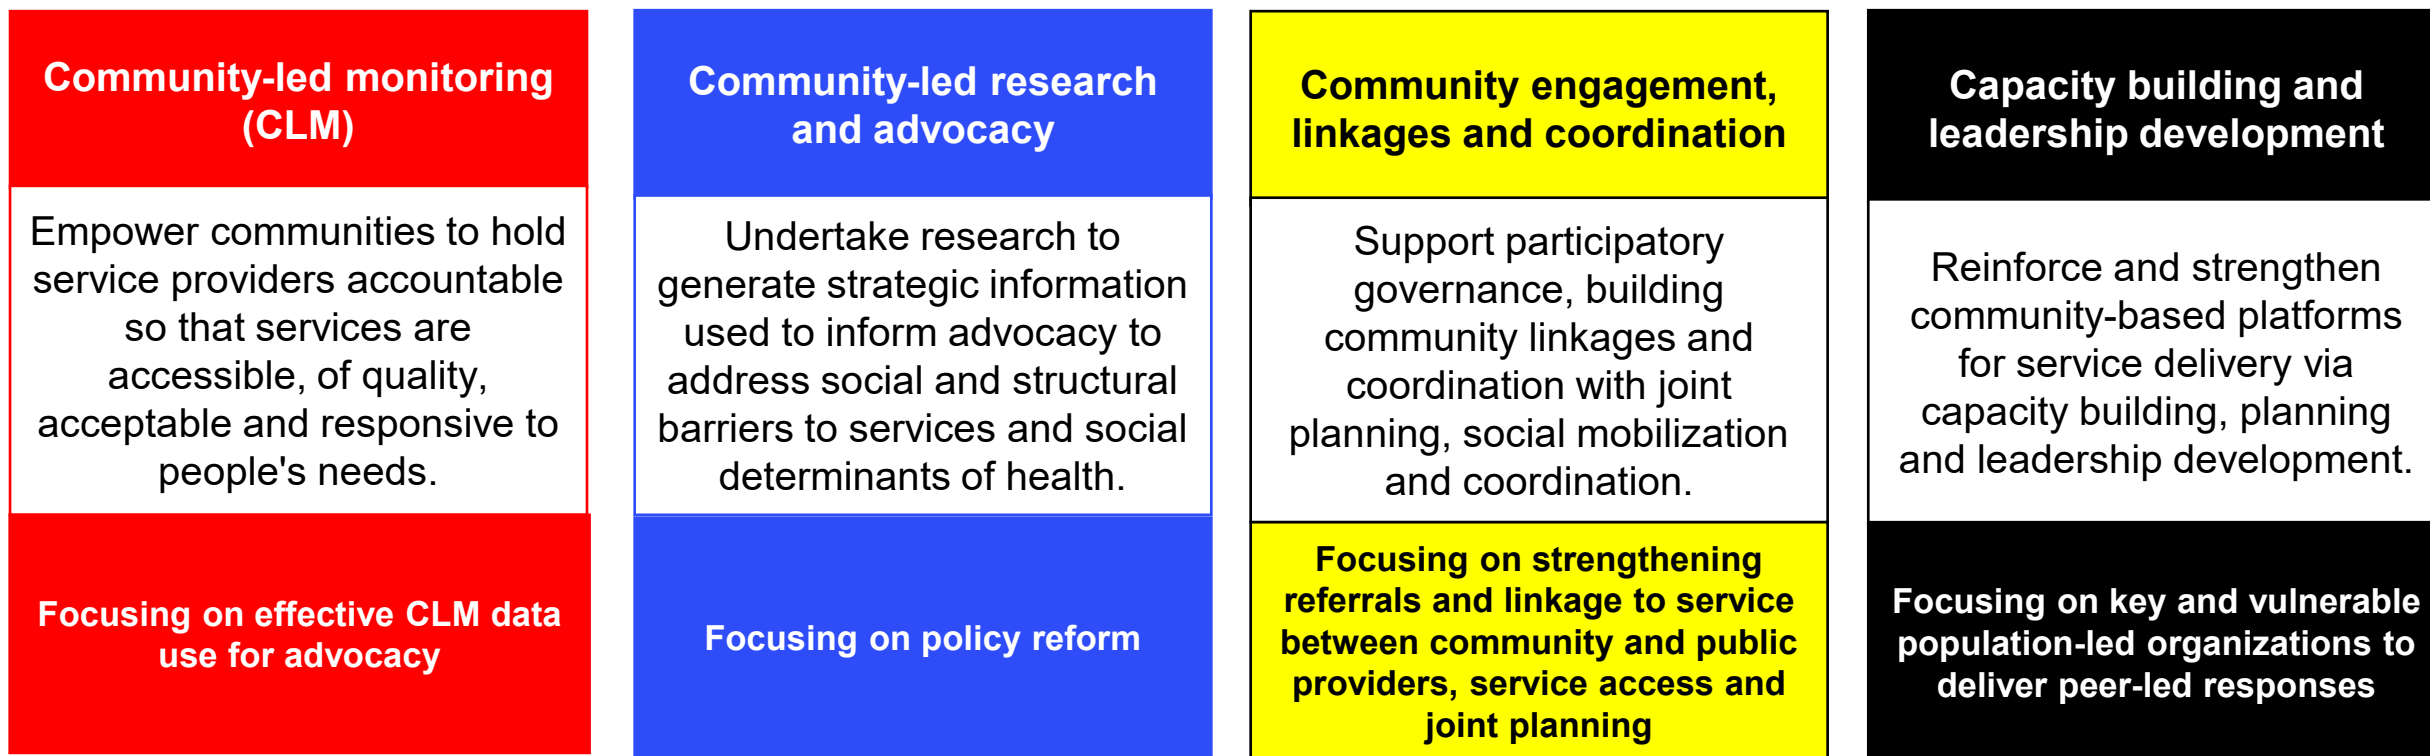 Community-led monitoring
(CLM)
Empower communities to hold
service providers accountable
so that services are
accessible, of quality,
acceptable and responsive to
people's needs.
Focusing on effective CLM data
use for advocacy
Community-led research
and advocacy
Undertake research to
generate strategic information
used to inform advocacy to
address social and structural
barriers to services and social
determinants of health.
Focusing on policy reform
Community engagement,
linkages and coordination
Support participatory
governance, building
community linkages and
coordination with joint
planning, social mobilization
and coordination.
Focusing on strengthening
referrals and linkage to service
between community and public
providers, service access and
joint planning
Capacity building and
leadership development
Reinforce and strengthen
community-based platforms
for service delivery via
capacity building, planning
and leadership development.
Focusing on key and vulnerable
population-led organizations to
deliver peer-led responses